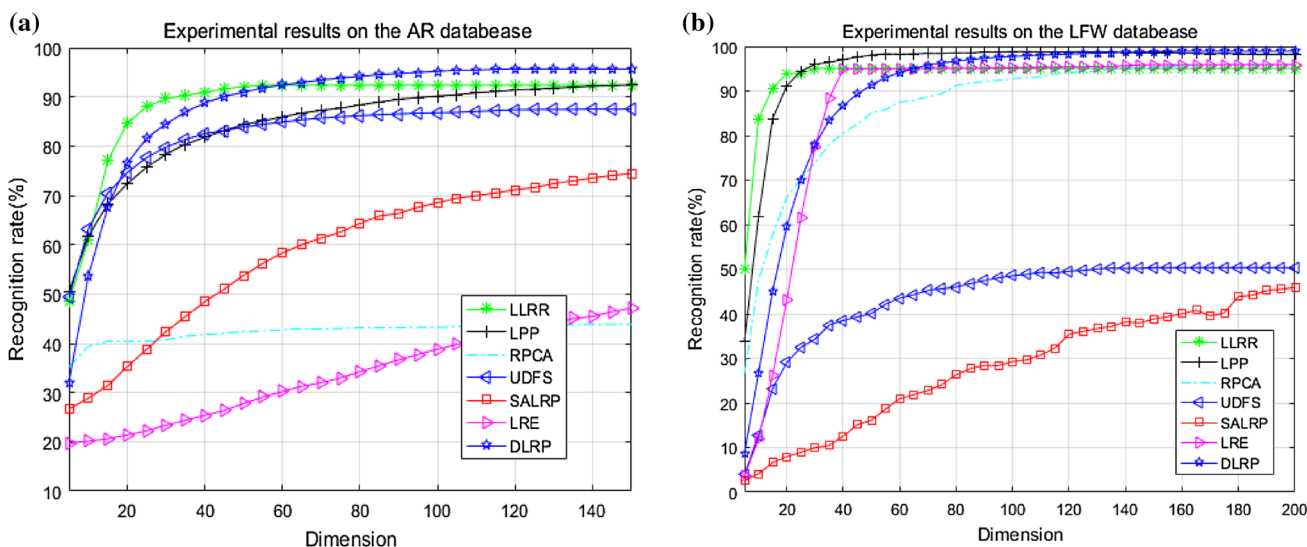 (a)
Experimental results on the AR databease
Recognition rate(%)
100
90
80
70
60
50
40
30
20
10
20
40
60
80
100
120
140
Dimension
LLRR
LPP
RPCA
UDFS
SALRP
LRE
DLRP
(b)
Experimental results on the LFW databease
Recognition rate(%)
100
90
80
70
60
50
40
30
20
10
0
20
40
60
80
100
120
140
160
180
200
Dimension
LLRR
LPP
RPCA
UDFS
SALRP
LRE
DLRP